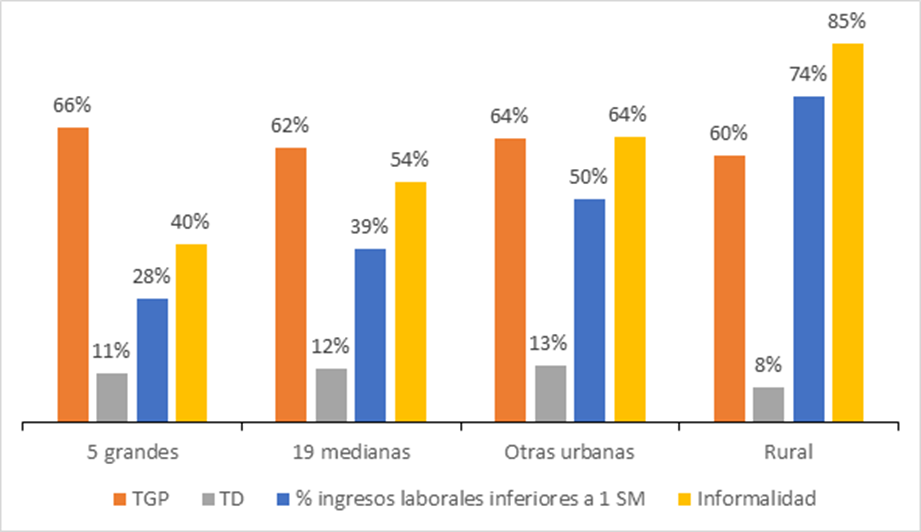 85%
74%
66%
64%
64%
62%
60%
54%
50%
40%
39%
28%
11%
12%
13%
8%
5 grandes
19 medianas
Otras urbanas
Rural
TGP
TD
% ingresos laborales inferiores a 1 SM
Informalidad